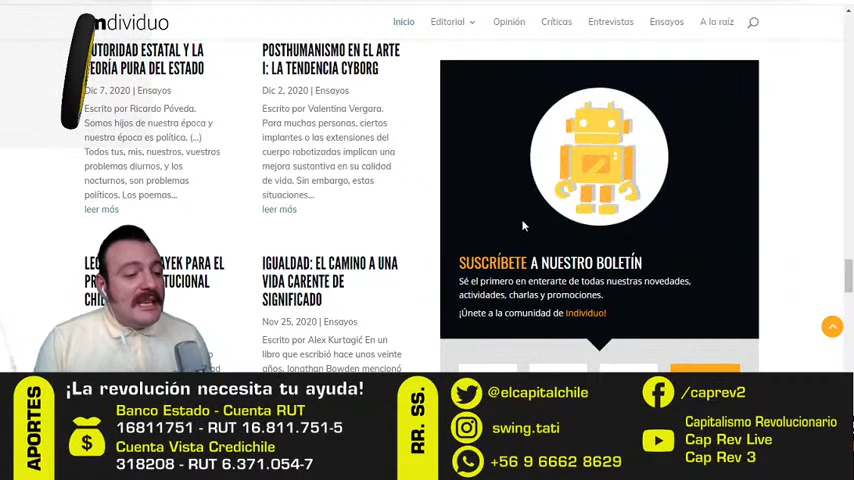 ndividuo
Inicio
Editorial
Opinión
Críticas
Entrevistas
Ensayos
A la raíz
AUTORIDAD ESTATAL Y LA
TEORÍA PURA DEL ESTADO
Dic 7, 2020 | Ensayos
Escrito por Ricardo Póveda.
Somos hijos de nuestra época y
nuestra época es política. (...)
Todos tus, mis, nuestros, vuestros
problemas diurnos, y los
nocturnos, son problemas
políticos. Los poemas...
leer más
POSTHUMANISMO EN EL ARTE
I: LA TENDENCIA CYBORG
Dic 2, 2020 | Ensayos
Escrito por Valentina Vergara.
Para muchas personas, ciertos
implantes o las extensiones del
cuerpo robotizadas implican una
mejora sustantiva en su calidad
de vida. Sin embargo, estas
situaciones...
leer más
AYEK PARA EL
ITUCIONAL
IGUALDAD: EL CAMINO A UNA
VIDA CARENTE DE
SIGNIFICADO
Nov 25, 2020 | Ensayos
Escrito por Alex Kurtagić En un
libro que escribió hace unos veinte
años, Jonathan Bowden mencionó
SUSCRÍBETE A NUESTRO BOLETÍN
Sé el primero en enterarte de todas nuestras novedades,
actividades, charlas y promociones.
¡Únete a la comunidad de Individuo!
APORTES
¡La revolución necesita tu ayuda!
$
Banco Estado - Cuenta RUT
16811751 - RUT 16.811.751-5
Cuenta Vista Credichile
318208 - RUT 6.371.054-7
RR. SS.
@elcapitalchile
swing.tati
+56 9 6662 8629
/caprev2
Capitalismo Revolucionario
Cap Rev Live
Cap Rev 3